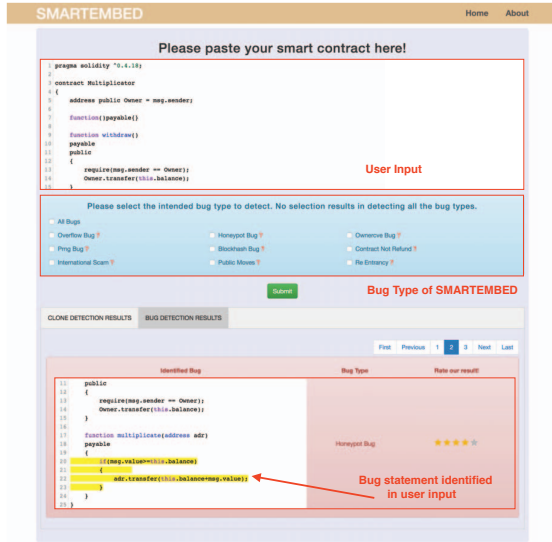 SMARTEMBED
Home About
Please paste your smart contract here!
1 pragma solidity ^0.4.18;
2
3 contract Multiplicator
4 {
5 address public Owner = msg.sender;
6
7 function()payable{}
8
9 function withdraw()
10 payable
11 public
12 {
13 require(msg.sender == Owner);
14 Owner.transfer(this.balance);
15 }
User Input
Please select the intended bug type to detect. No selection results in detecting all the bug types.
All Bugs
Overflow Bug ? Honeypot Bug ? Ownercve Bug ?
Prng Bug ? Blockhash Bug ? Contract Not Refund ?
International Scam ? Public Moves ? Re Entrancy ?
Submit
Bug Type of SMARTEMBED
CLONE DETECTION RESULTS BUG DETECTION RESULTS
First Previous 1 2 3 Next Last
Identified Bug Bug Type Rate our result!
11 public
12 {
13 require(msg.sender == Owner);
14 Owner.transfer(this.balance);
15 }
16
17 function multiplicate(address adr)
18 payable
19 {
20 if(msg.value>=this.balance)
21 {
22 adr.transfer(this.balance+msg.value);
23 }
24 }
25 }
Honeypot Bug
Bug statement identified
in user input